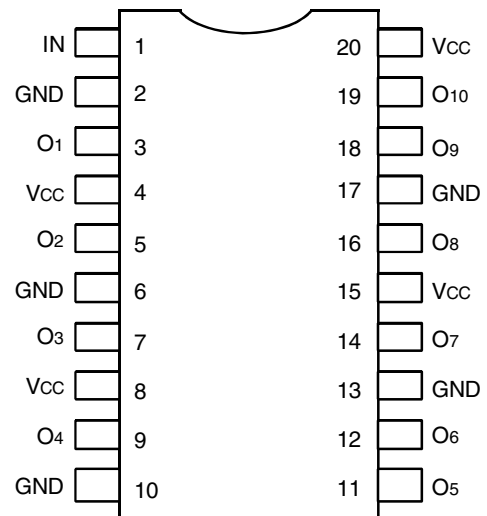 IN 1 20 VCC
GND 2 19 O10
O1 3 18 O9
VCC 4 17 GND
O2 5 16 O8
GND 6 15 VCC
O3 7 14 O7
VCC 8 13 GND
O4 9 12 O6
GND 10 11 O5